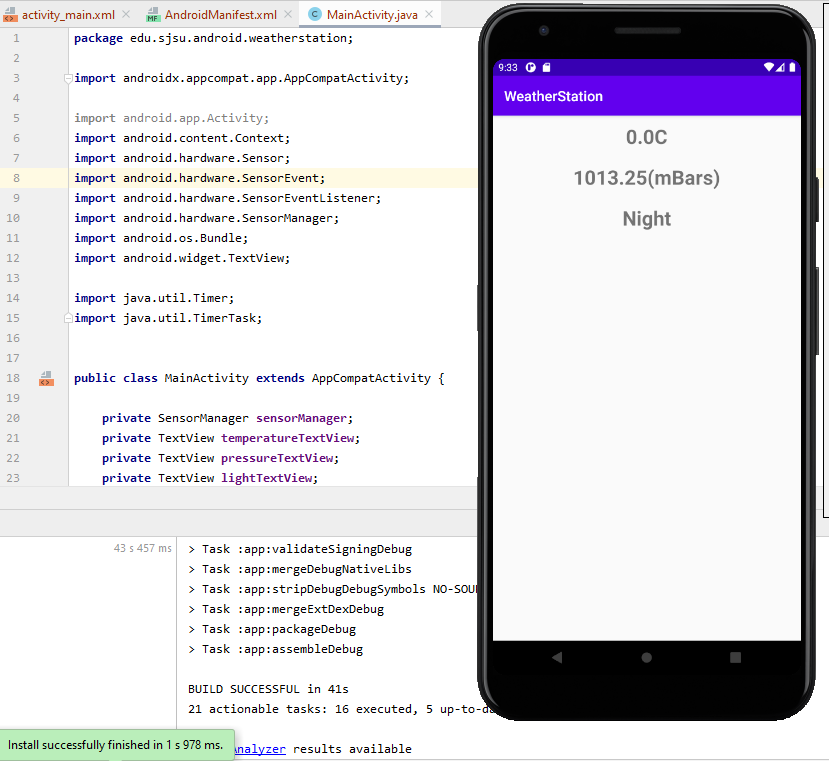 activity_main.xml AndroidManifest.xml MainActivity.java
1 package edu.sjsu.android.weatherstation;
2
3 import androidx.appcompat.app.AppCompatActivity;
4
5 import android.app.Activity;
6 import android.content.Context;
7 import android.hardware.Sensor;
8 import android.hardware.SensorEvent;
9 import android.hardware.SensorEventListener;
10 import android.hardware.SensorManager;
11 import android.os.Bundle;
12 import android.widget.TextView;
13
14 import java.util.Timer;
15 import java.util.TimerTask;
16
17
18 public class MainActivity extends AppCompatActivity {
19
20 private SensorManager sensorManager;
21 private TextView temperatureTextView;
22 private TextView pressureTextView;
23 private TextView lightTextView;
9:33
WeatherStation
0.0C
1013.25(mBars)
Night
43 s 457 ms
> Task :app:validateSigningDebug
> Task :app:mergeDebugNativeLibs
> Task :app:stripDebugDebugSymbols
> Task :app:mergeExtDexDebug
> Task :app:packageDebug
> Task :app:assembleDebug
BUILD SUCCESSFUL in 41s
21 actionable tasks: 16 executed, 5
Analyzer results available
Install successfully finished in 1 s 978 ms.